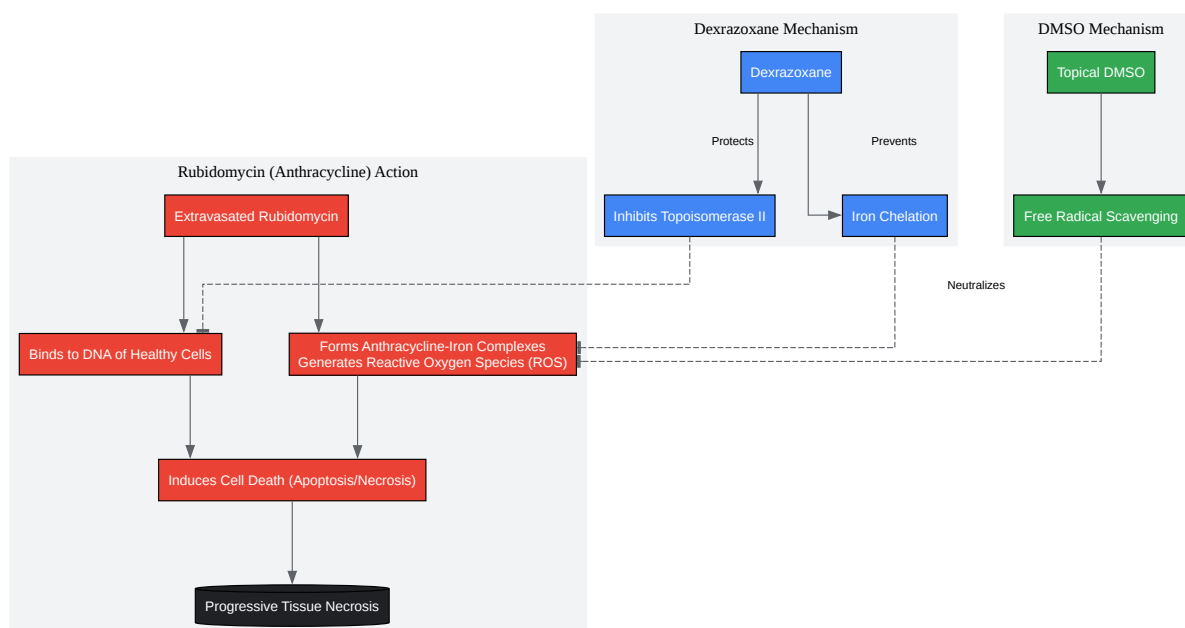 Dexrazoane Mechanism
DMSO Mechanism
Dexrazoxane
Topical DMSO
Protects
Prevents
Rubidomycin (Anthracycline) Action
Extravasated Rubidomycin
Inhibits Topoisomerase II
Iron Chelation
Free Radical Scavenging
Neutralizes
Binds to DNA of Healthy Cells
Forms Anthracycline-Iron Complexes
Generates Reactive Oxygen Species (ROS)
Induces Cell Death (Apoptosis/Necrosis)
Progressive Tissue Necrosis